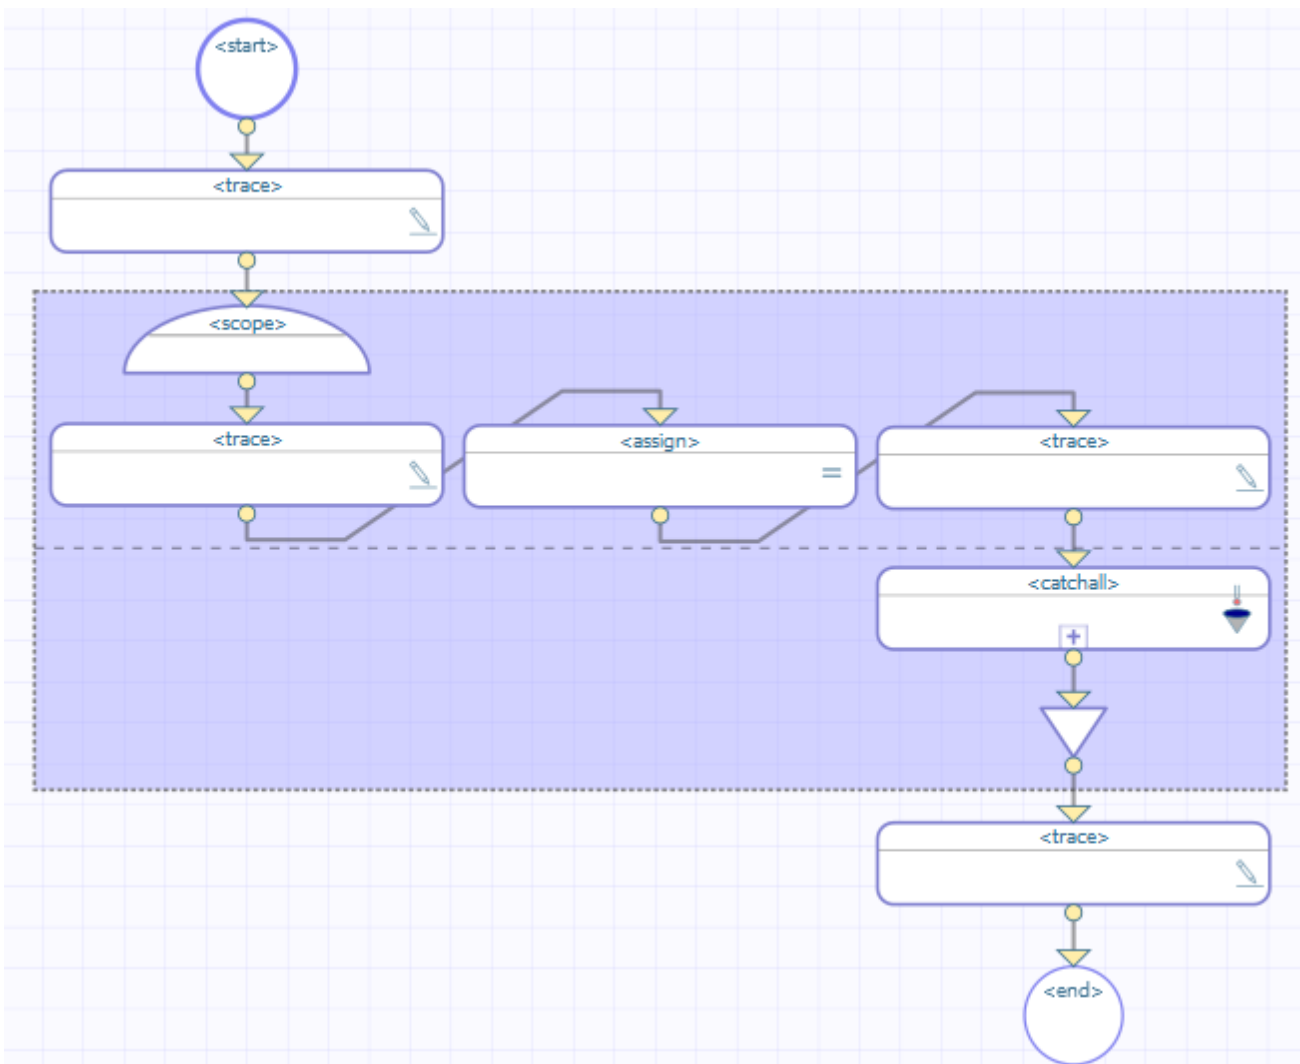 <start>
<trace>
<scope>
<trace>
<assign>
<trace>
<catchall>
<trace>
<end>